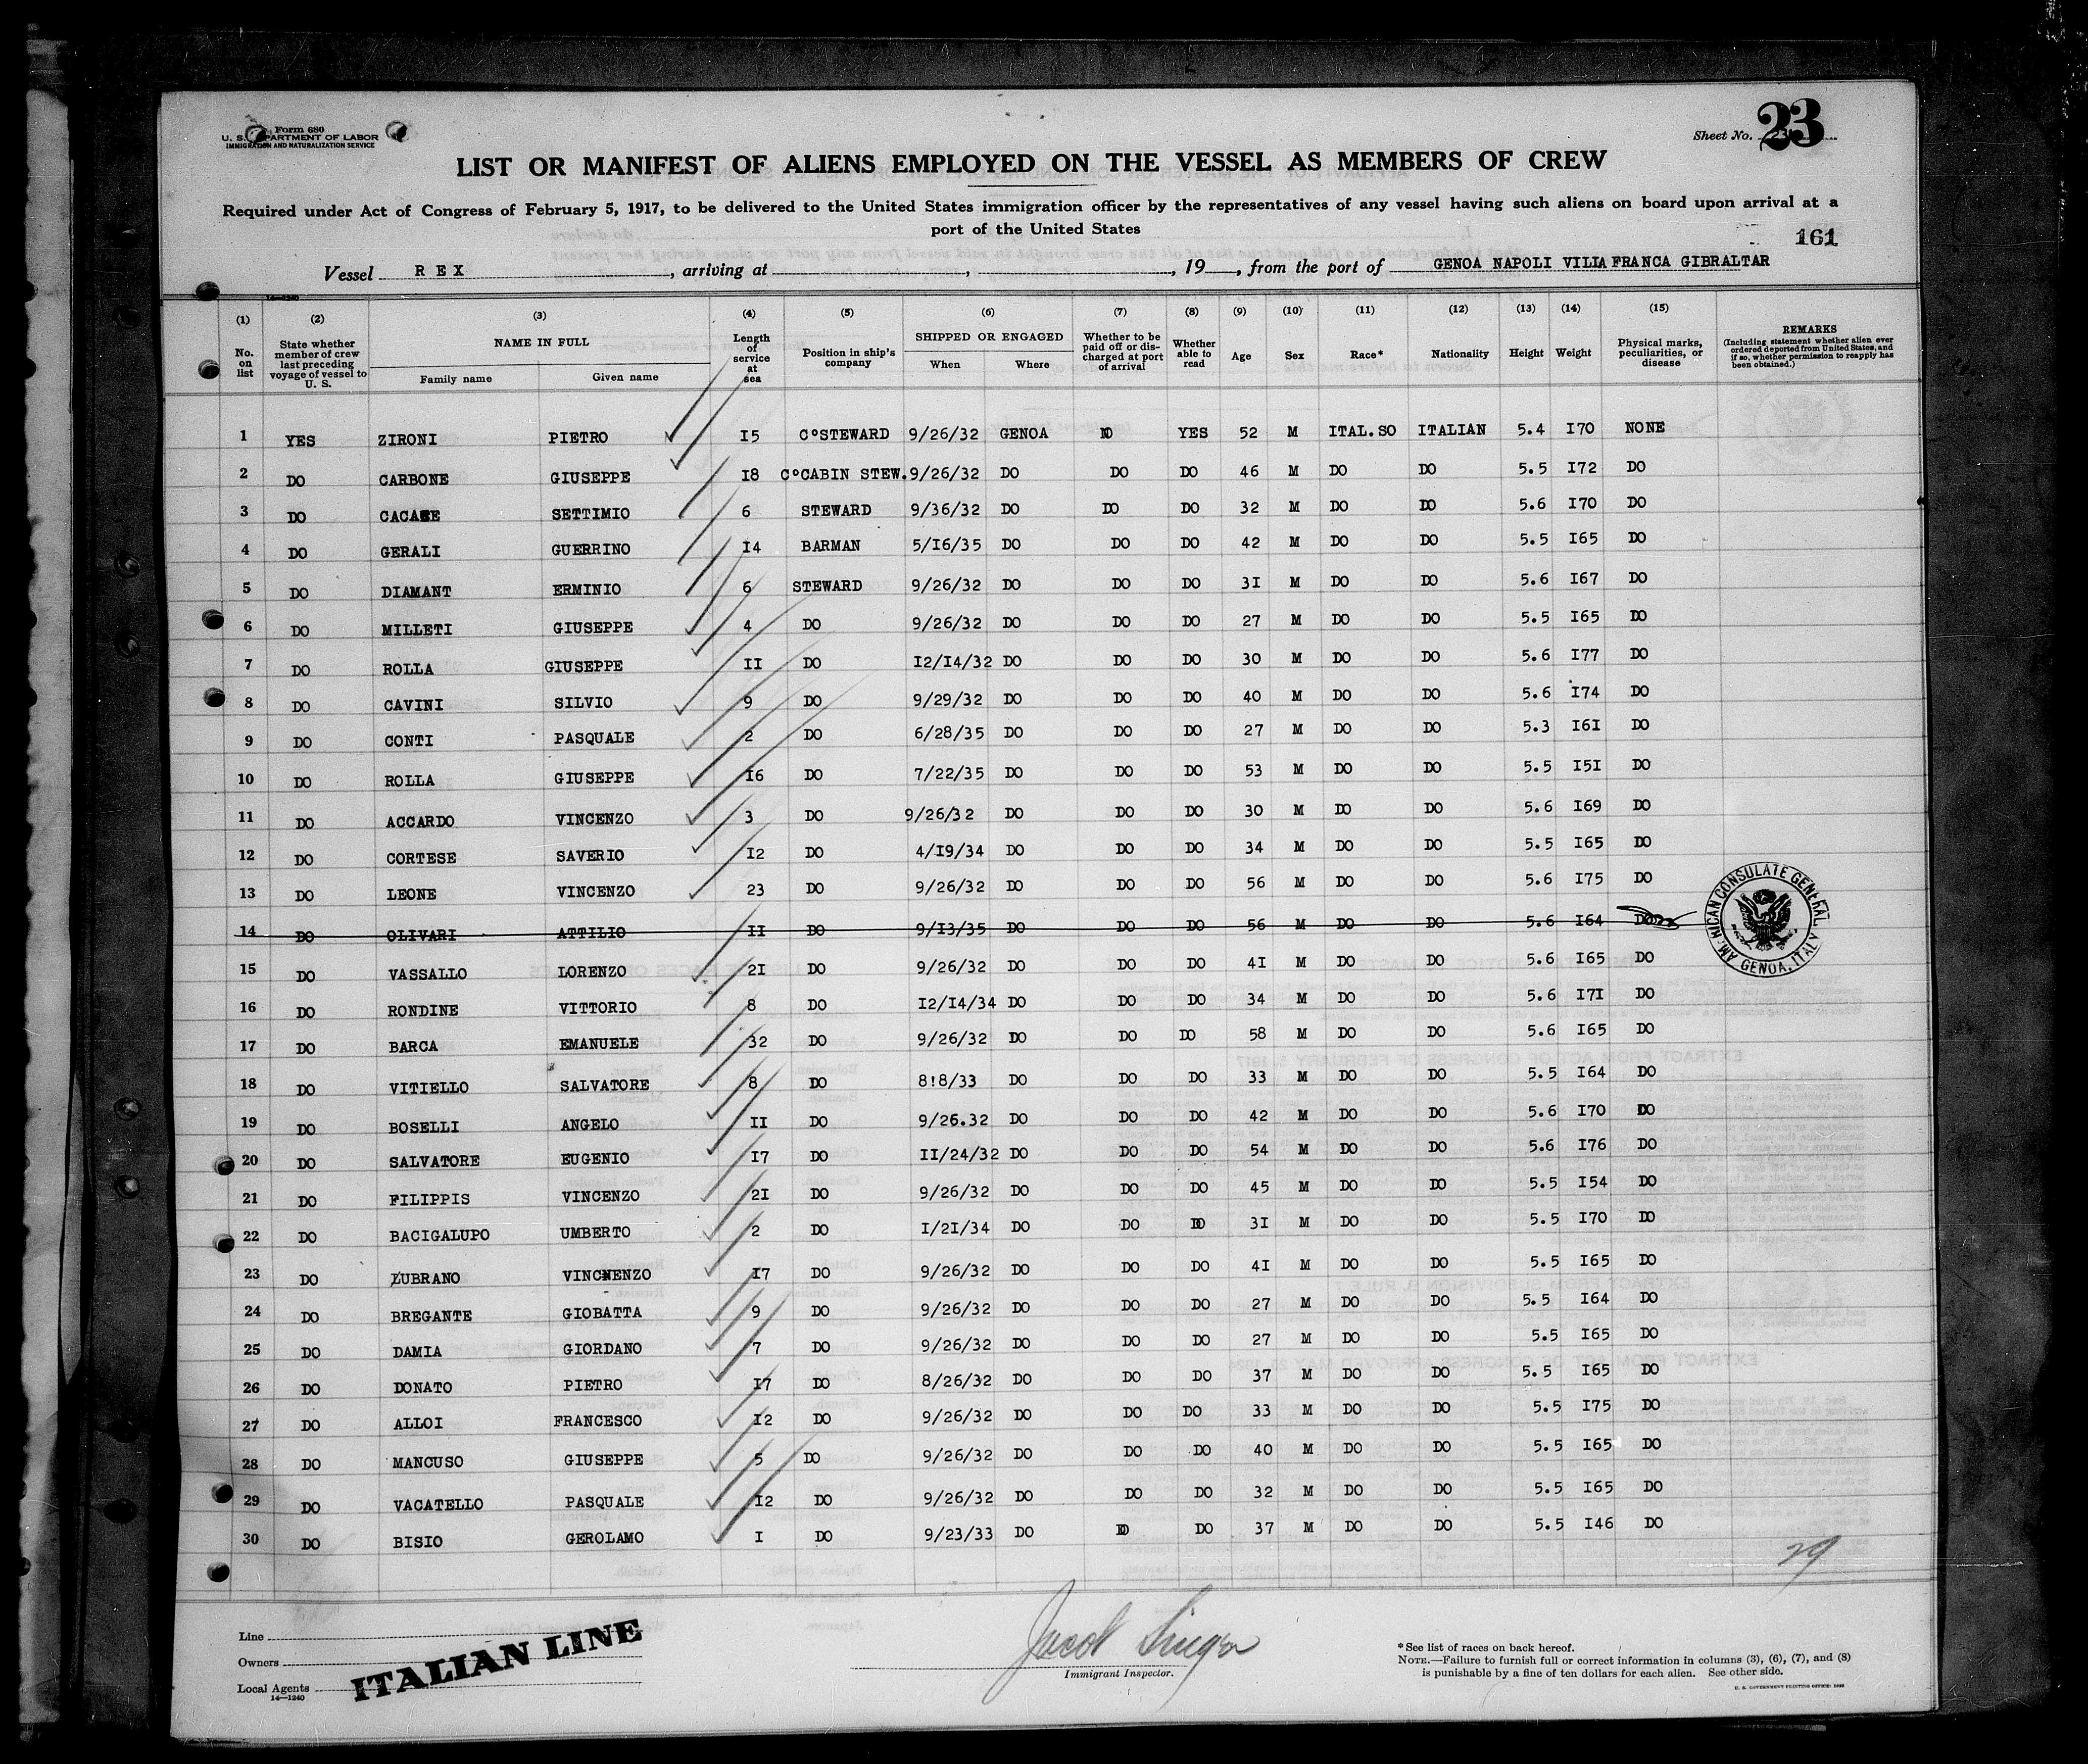 Form 680
U. S. DEPARTMENT OF LABOR
IMMIGRATION AND NATURALIZATION SERVICE
Sheet No. 23
LIST OR MANIFEST OF ALIENS EMPLOYED ON THE VESSEL AS MEMBERS OF CREW
Required under Act of Congress of February 5, 1917, to be delivered to the United States immigration officer by the representatives of any vessel having such aliens on board upon arrival at a
port of the United States
161
Vessel REX , arriving at , , 19 , from the port of GENOA NAPOLI VILIA FRANCA GIBRALTAR
14—1240
(1) (2) (3) (4) (5) (6) (7) (8) (9) (10) (11) (12) (13) (14) (15)
No. on list State whether member of crew last preceding voyage of vessel to U. S. NAME IN FULL Family name Given name Length of service at sea Position in ship's company SHIPPED OR ENGAGED When Where Whether to be paid off or discharged at port of arrival Whether able to read Age Sex Race* Nationality Height Weight Physical marks, peculiarities, or disease REMARKS (Including statement whether alien ever ordered deported from United States, and if so, whether permission to reapply has been obtained.)
1 YES ZIRONI PIETRO I5 C°STEWARD 9/26/32 GENOA NO YES 52 M ITAL.SO ITALIAN 5.4 I70 NONE
2 DO CARBONE GIUSEPPE I8 C°CABIN STEW. 9/26/32 DO DO DO 46 M DO DO 5.5 I72 DO
3 DO CACACE SETTIMIO 6 STEWARD 9/36/32 DO DO DO 32 M DO DO 5.6 I70 DO
4 DO GERALI GUERRINO I4 BARMAN 5/I6/35 DO DO DO 42 M DO DO 5.5 I65 DO
5 DO DIAMANT ERMINIO 6 STEWARD 9/26/32 DO DO DO 3I M DO DO 5.6 I67 DO
6 DO MILLETI GIUSEPPE 4 DO 9/26/32 DO DO DO 27 M DO DO 5.5 I65 DO
7 DO ROLLA GIUSEPPE II DO I2/I4/32 DO DO DO 30 M DO DO 5.6 I77 DO
8 DO CAVINI SILVIO 9 DO 9/29/32 DO DO DO 40 M DO DO 5.6 I74 DO
9 DO CONTI PASQUALE 2 DO 6/28/35 DO DO DO 27 M DO DO 5.3 I6I DO
10 DO ROLLA GIUSEPPE I6 DO 7/22/35 DO DO DO 53 M DO DO 5.5 I5I DO
11 DO ACCARDO VINCENZO 3 DO 9/26/32 DO DO DO 30 M DO DO 5.6 I69 DO
12 DO CORTESE SAVERIO I2 DO 4/I9/34 DO DO DO 34 M DO DO 5.5 I65 DO
13 DO LEONE VINCENZO 23 DO 9/26/32 DO DO DO 56 M DO DO 5.6 I75 DO
14 DO OLIVARI ATTILIO II DO 9/I3/35 DO DO DO 56 M DO DO 5.6 I64 DO
AMERICAN CONSULATE GENERAL GENOA, ITALY
15 DO VASSALLO LORENZO 2I DO 9/26/32 DO DO DO 4I M DO DO 5.6 I65 DO
16 DO RONDINE VITTORIO 8 DO I2/I4/34 DO DO DO 34 M DO DO 5.6 I7I DO
17 DO BARCA EMANUELE 32 DO 9/26/32 DO DO DO 58 M DO DO 5.6 I65 DO
18 DO VITIELLO SALVATORE 8 DO 8!8/33 DO DO DO 33 M DO DO 5.5 I64 DO
19 DO BOSELLI ANGELO II DO 9/26.32 DO DO DO 42 M DO DO 5.6 I70 DO
20 DO SALVATORE EUGENIO I7 DO II/24/32 DO DO DO 54 M DO DO 5.6 I76 DO
21 DO FILIPPIS VINCENZO 2I DO 9/26/32 DO DO DO 45 M DO DO 5.5 I54 DO
22 DO BACIGALUPO UMBERTO 2 DO I/2I/34 DO DO DO 3I M DO DO 5.5 I70 DO
23 DO ZUBRANO VINCNENZO I7 DO 9/26/32 DO DO DO 4I M DO DO 5.5 I65 DO
24 DO BREGANTE GIOBATTA 9 DO 9/26/32 DO DO DO 27 M DO DO 5.5 I64 DO
25 DO DAMIA GIORDANO 7 DO 9/26/32 DO DO DO 27 M DO DO 5.5 I65 DO
26 DO DONATO PIETRO I7 DO 8/26/32 DO DO DO 37 M DO DO 5.5 I65 DO
27 DO ALLOI FRANCESCO I2 DO 9/26/32 DO DO DO 33 M DO DO 5.5 I75 DO
28 DO MANCUSO GIUSEPPE 5 DO 9/26/32 DO DO DO 40 M DO DO 5.5 I65 DO
29 DO VACATELLO PASQUALE I2 DO 9/26/32 DO DO DO 32 M DO DO 5.5 I65 DO
30 DO BISIO GEROLAMO I DO 9/23/33 DO DO DO 37 M DO DO 5.5 I46 DO
29
Line
Owners
Local Agents
14—1240
ITALIAN LINE
Jacob Singer
Immigrant Inspector.
* See list of races on back hereof.
NOTE.—Failure to furnish full or correct information in columns (3), (6), (7), and (8)
is punishable by a fine of ten dollars for each alien. See other side.